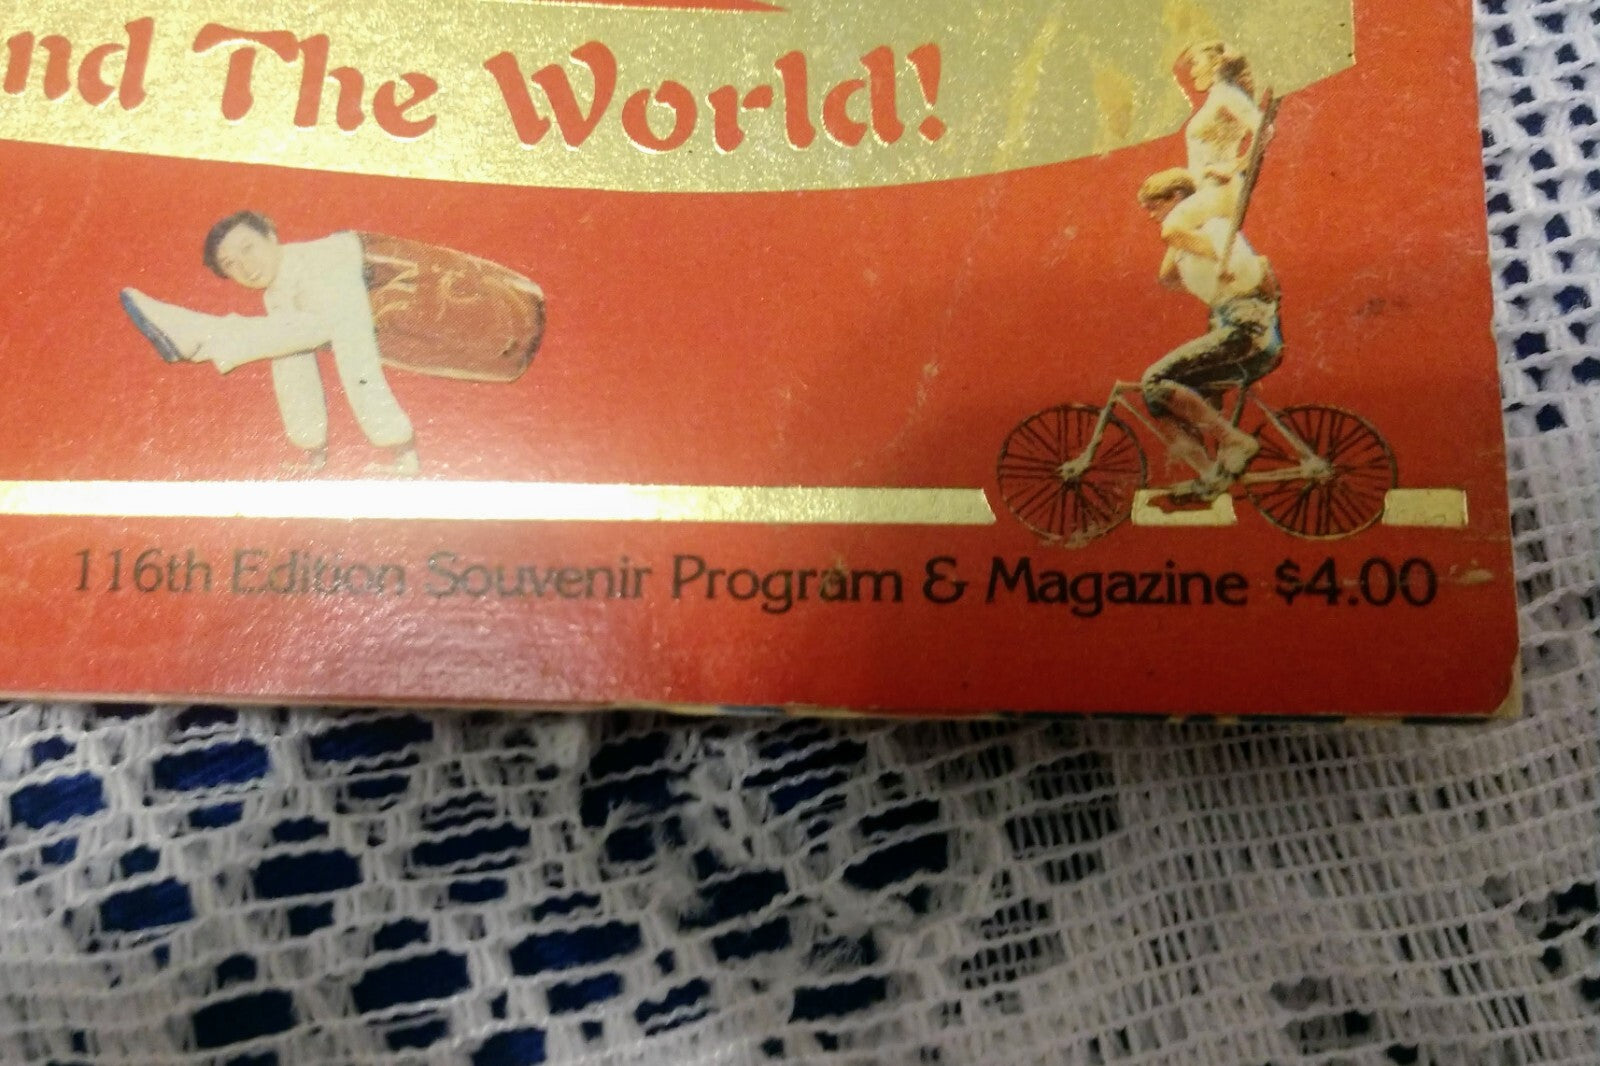 nd The World!
116th Edition Souvenir Program & Magazine $4.00